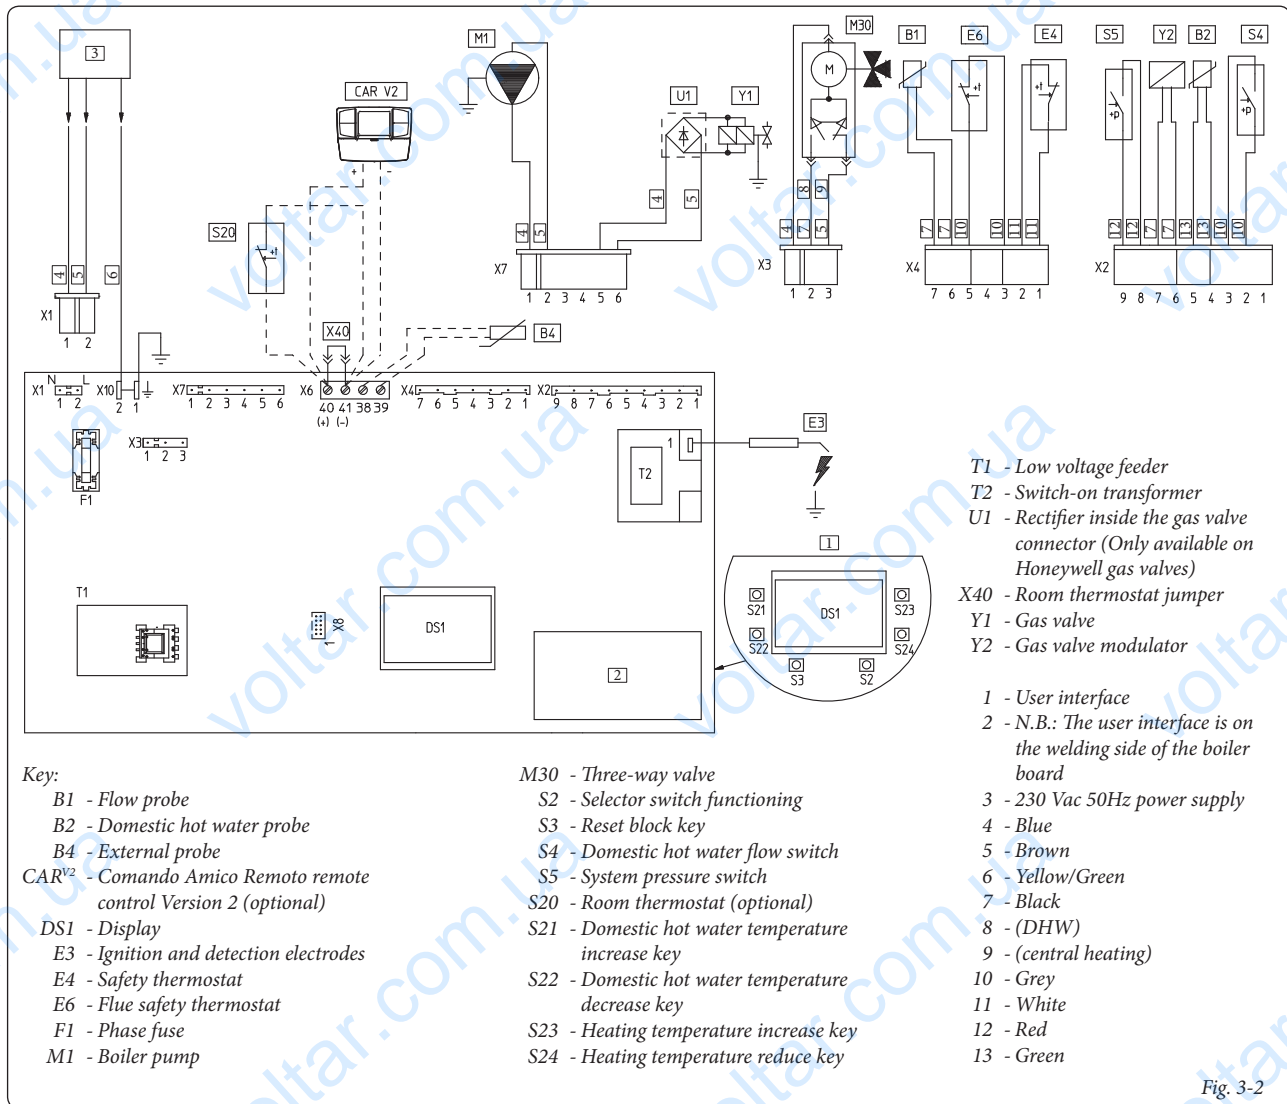 3
CAR V2
+ -
S20
M1
U1
Y1
M30
M
B1
E6
E4
S5
Y2
B2
S4
+t
+t
+t
+p
+p
4 5 6
4 5
4 5
8 9
4 7 5
7 7 10 10 11 11
12 12 7 7 13 13 10 10
X1
1 2
X7
1 2 3 4 5 6
X3
1 2 3
X4
7 6 5 4 3 2 1
X2
9 8 7 6 5 4 3 2 1
X40
B4
X1 N L
1 2
X10
2 1
X7
1 2 3 4 5 6
X6
40 41 38 39
(+) (-)
X4
7 6 5 4 3 2 1
X2
9 8 7 6 5 4 3 2 1
X3
1 2 3
F1
T2
1
E3
T1
1
X8
DS1
2
1
S21
S22
S3
DS1
S23
S24
S2
T1 - Low voltage feeder
T2 - Switch-on transformer
U1 - Rectifier inside the gas valve
connector (Only available on
Honeywell gas valves)
X40 - Room thermostat jumper
Y1 - Gas valve
Y2 - Gas valve modulator
1 - User interface
2 - N.B.: The user interface is on
the welding side of the boiler
board
3 - 230 Vac 50Hz power supply
4 - Blue
5 - Brown
6 - Yellow/Green
7 - Black
8 - (DHW)
9 - (central heating)
10 - Grey
11 - White
12 - Red
13 - Green
Key:
B1 - Flow probe
B2 - Domestic hot water probe
B4 - External probe
CARV2 - Comando Amico Remoto remote
control Version 2 (optional)
DS1 - Display
E3 - Ignition and detection electrodes
E4 - Safety thermostat
E6 - Flue safety thermostat
F1 - Phase fuse
M1 - Boiler pump
M30 - Three-way valve
S2 - Selector switch functioning
S3 - Reset block key
S4 - Domestic hot water flow switch
S5 - System pressure switch
S20 - Room thermostat (optional)
S21 - Domestic hot water temperature
increase key
S22 - Domestic hot water temperature
decrease key
S23 - Heating temperature increase key
S24 - Heating temperature reduce key
Fig. 3-2
voltar.com.ua